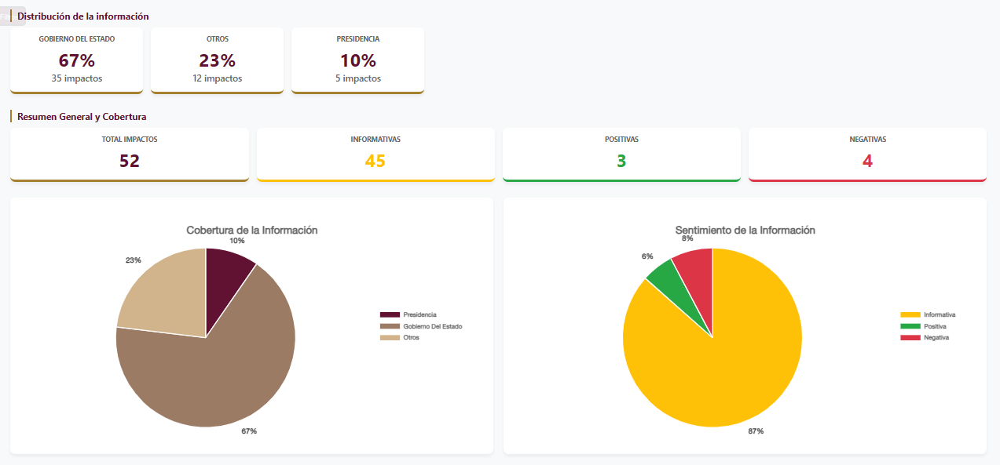 Distribución de la información
GOBIERNO DEL ESTADO
67%
35 impactos
OTROS
23%
12 impactos
PRESIDENCIA
10%
5 impactos
Resumen General y Cobertura
TOTAL IMPACTOS
52
INFORMATIVAS
45
POSITIVAS
3
NEGATIVAS
4
Cobertura de la Información
10%
23%
67%
Presidencia
Gobierno Del Estado
Otros
Sentimiento de la Información
8%
6%
87%
Informativa
Positiva
Negativa